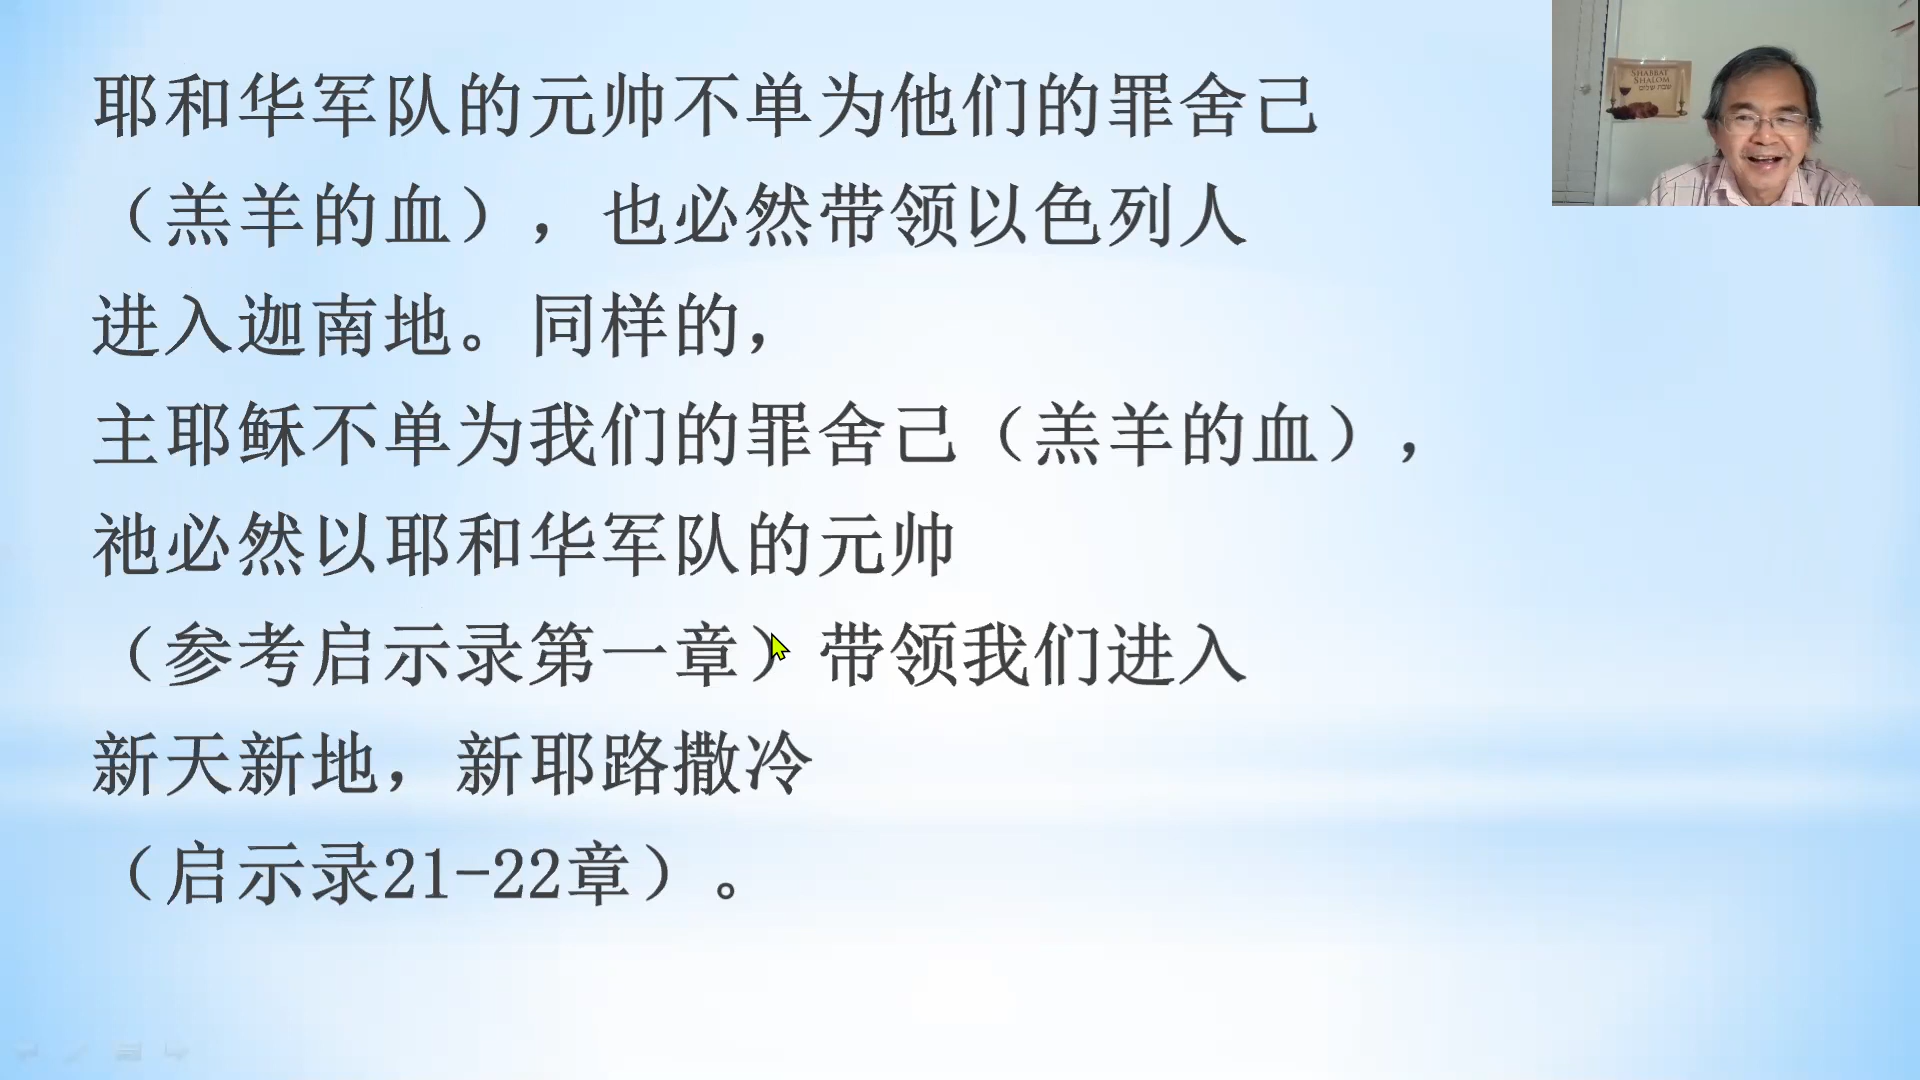 耶和华军队的元帅不单为他们的罪舍己
（羔羊的血），也必然带领以色列人
进入迦南地。同样的，
主耶稣不单为我们的罪舍己（羔羊的血），
祂必然以耶和华军队的元帅
（参考启示录第一章）带领我们进入
新天新地，新耶路撒冷
（启示录21-22章）。
SHABBAT
SHALOM
שבת שלום